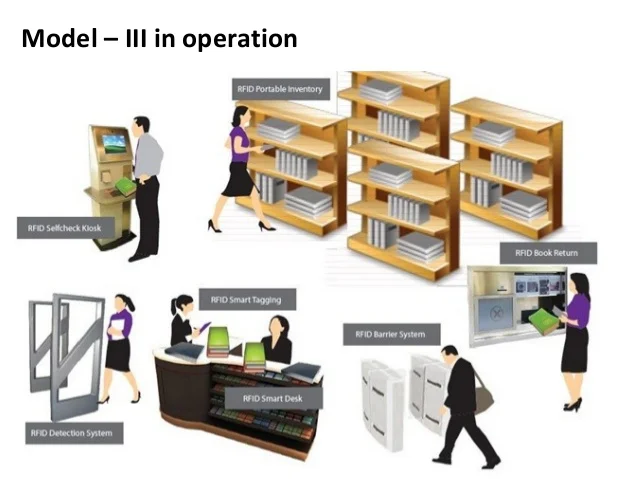 Model – III in operation
RFID Portable Inventory
RFID Selfcheck Kiosk
RFID Book Return
RFID Smart Tagging
RFID Barrier System
RFID Smart Desk
RFID Detection System